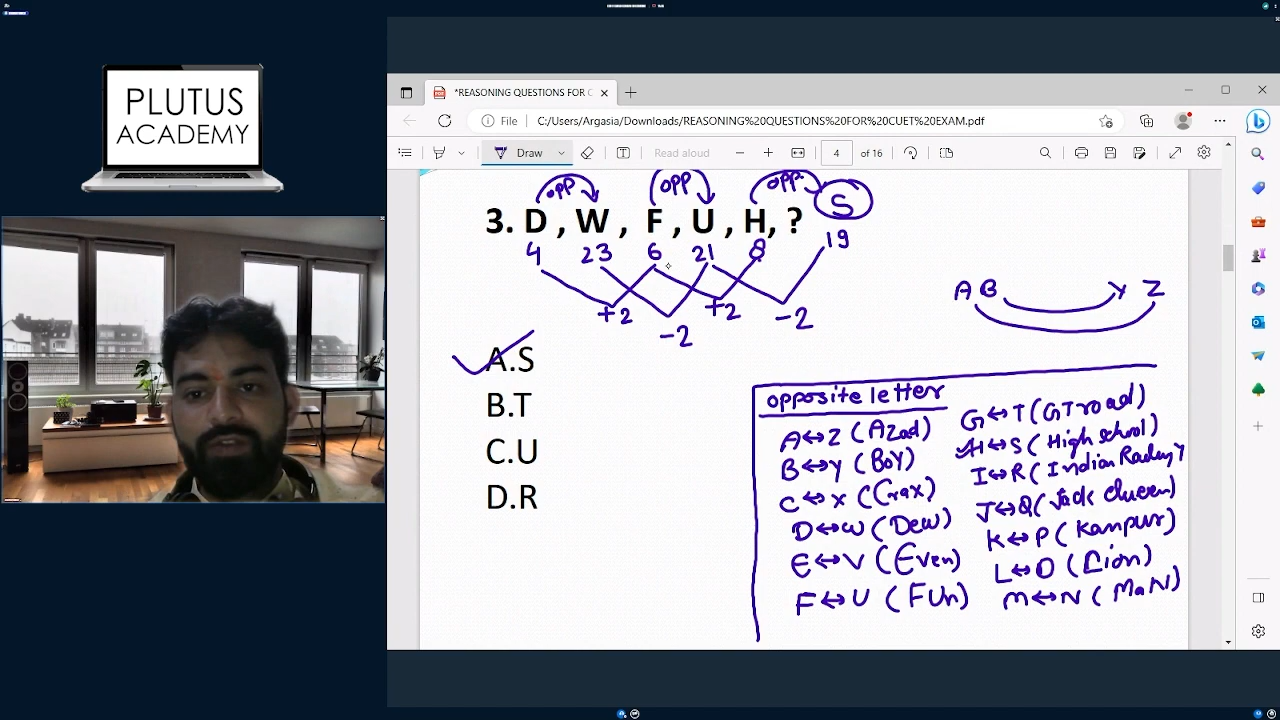 PLUTUS
ACADEMY
*REASONING QUESTIONS FOR C
File C:/Users/Argasia/Downloads/REASONING%20QUESTIONS%20FOR%20CUET%20EXAM.pdf
Draw Read aloud 4 of 16
opp opp opp S
3. D , W , F , U , H, ?
4 23 6 21 8 19
+2 -2 +2 -2
A B Y Z
A.S
B.T
C.U
D.R
opposite letter
A↔Z (AZad)
B↔Y (BoY)
C↔X (Crax)
D↔W (Dew)
E↔V (Even)
F↔U (FUn)
G↔T (GT road)
H↔S (High school)
I↔R (Indian
J↔Q (Jack
K↔P (Kanpur)
L↔O (Lion)
M↔N (MaN)